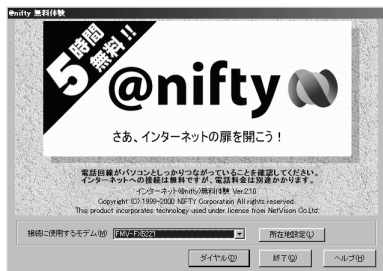 @nifty 無料体験
5時間無料!!
@nifty
さあ、インターネットの扉を開こう！
電話回線がパソコンとしっかりつながっていることを確認してください。
インターネットへの接続は無料ですが、電話料金は別途かかります。
インターネット@nifty無料体験 Ver.2.10
Copyright (C) 1999-2000 NIFTY Corporation All rights reserved.
This product incorporates technology used under license from NetVison Co.Ltd.
接続に使用するモデム(M) FMV-FX52Z1 所在地設定(L)
ダイヤル(D) 終了(Q) ヘルプ(H)